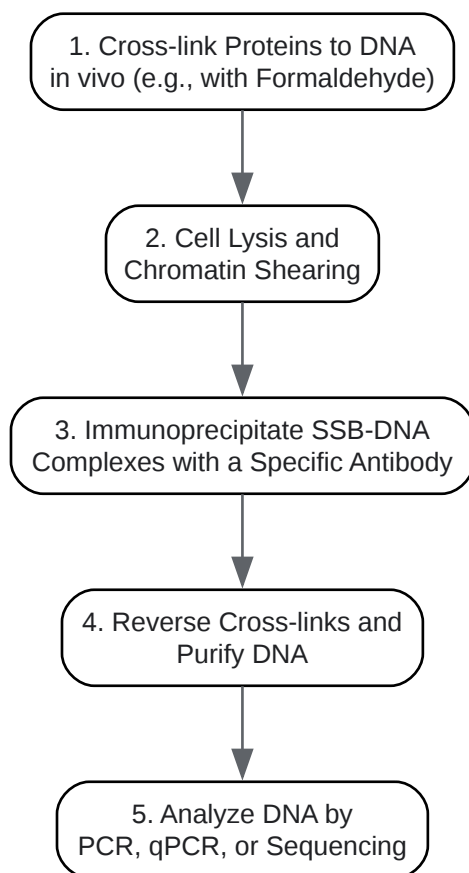 1. Cross-link Proteins to DNA
in vivo (e.g., with Formaldehyde)
2. Cell Lysis and
Chromatin Shearing
3. Immunoprecipitate SSB-DNA
Complexes with a Specific Antibody
4. Reverse Cross-links and
Purify DNA
5. Analyze DNA by
PCR, qPCR, or Sequencing